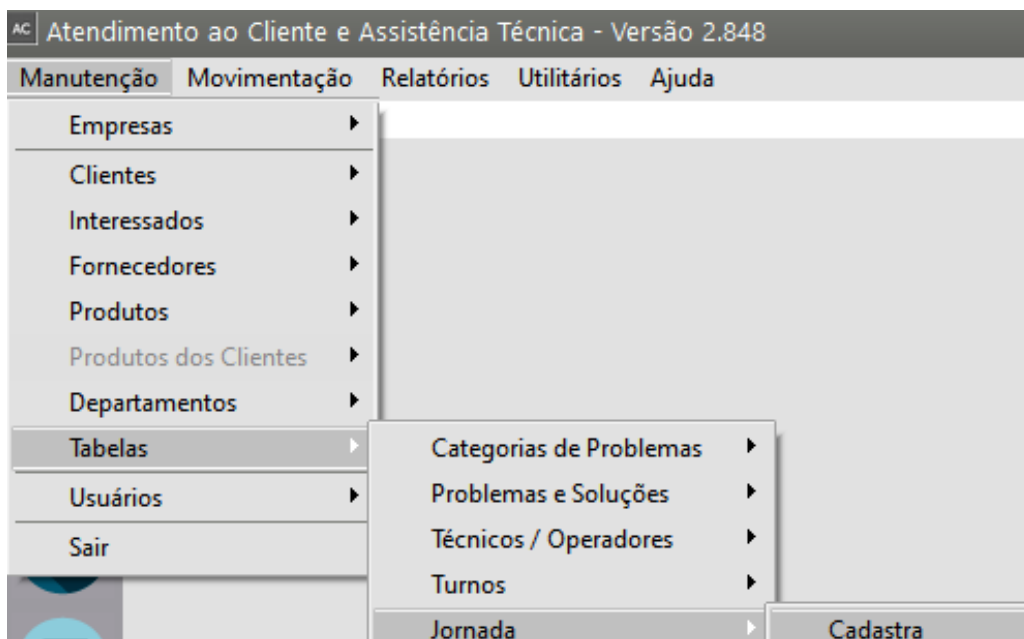 AC Atendimento ao Cliente e Assistência Técnica - Versão 2.848
Manutenção Movimentação Relatórios Utilitários Ajuda
Empresas
Clientes
Interessados
Fornecedores
Produtos
Produtos dos Clientes
Departamentos
Tabelas
Usuários
Sair
Categorias de Problemas
Problemas e Soluções
Técnicos / Operadores
Turnos
Jornada
Cadastra